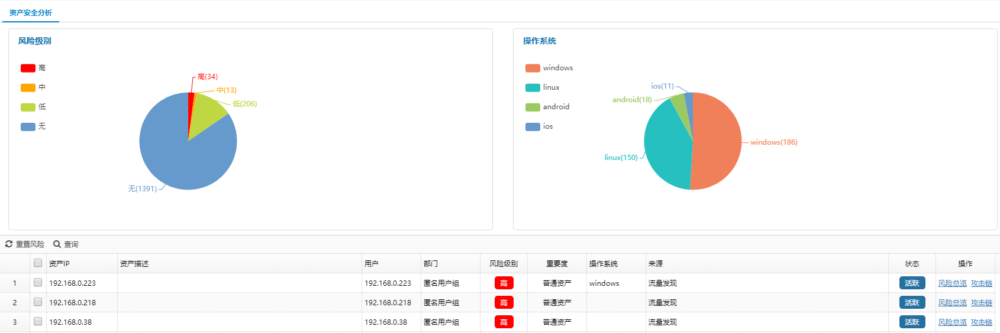 资产安全分析
风险级别
高
中
低
无
高(34)
中(13)
低(206)
无(1391)
操作系统
windows
linux
android
ios
ios(11)
android(18)
windows(186)
linux(150)
重置风险 查询
资产IP 资产描述 用户 部门 风险级别 重要度 操作系统 来源 状态 操作
1 192.168.0.223 192.168.0.223 匿名用户组 高 普通资产 windows 流量发现 活跃 风险总览 攻击链
2 192.168.0.218 192.168.0.218 匿名用户组 高 普通资产 流量发现 活跃 风险总览 攻击链
3 192.168.0.38 192.168.0.38 匿名用户组 高 普通资产 流量发现 活跃 风险总览 攻击链